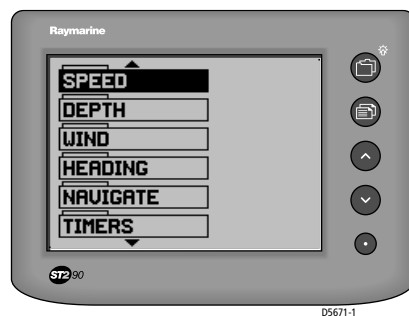 Raymarine
SPEED
DEPTH
WIND
HEADING
NAVIGATE
TIMERS
ST290
D5671-1